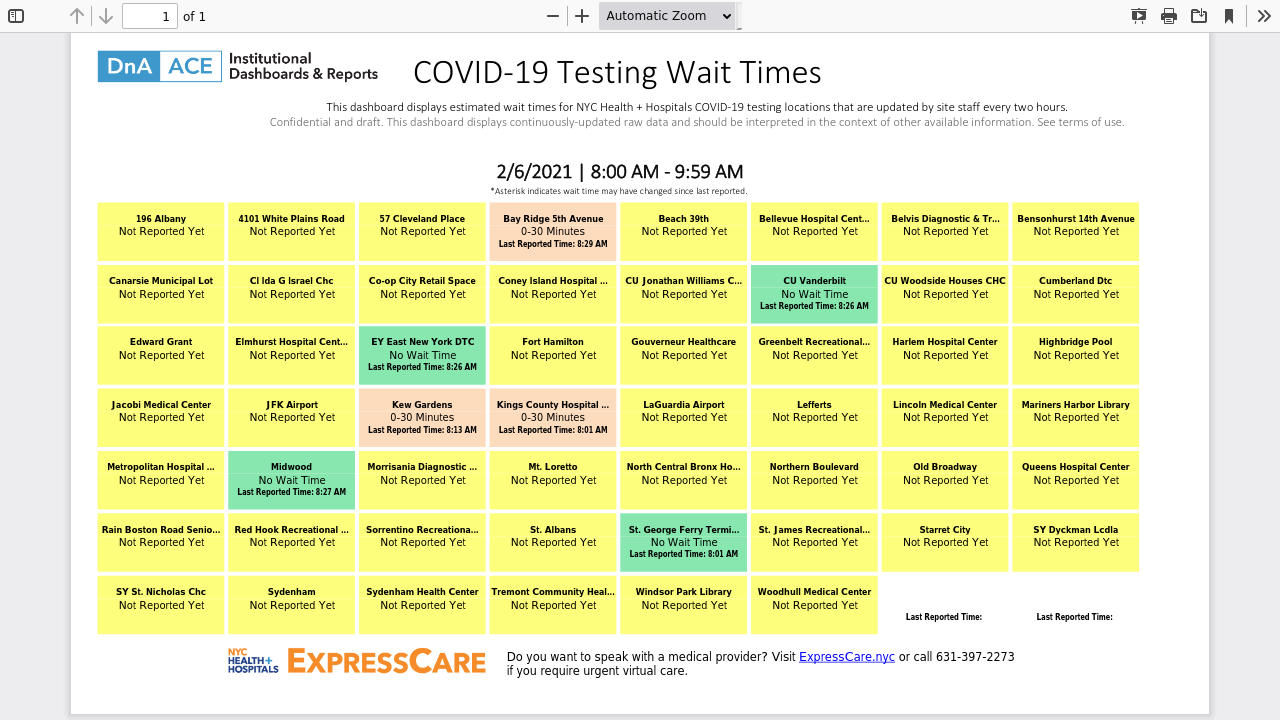 1 of 1 Automatic Zoom
DnA ACE Institutional
Dashboards & Reports
COVID-19 Testing Wait Times
This dashboard displays estimated wait times for NYC Health + Hospitals COVID-19 testing locations that are updated by site staff every two hours.
Confidential and draft. This dashboard displays continuously-updated raw data and should be interpreted in the context of other available information. See terms of use.
2/6/2021 | 8:00 AM - 9:59 AM
*Asterisk indicates wait time may have changed since last reported.
196 Albany
Not Reported Yet
4101 White Plains Road
Not Reported Yet
57 Cleveland Place
Not Reported Yet
Bay Ridge 5th Avenue
0-30 Minutes
Last Reported Time: 8:29 AM
Beach 39th
Not Reported Yet
Bellevue Hospital Cent...
Not Reported Yet
Belvis Diagnostic & Tr...
Not Reported Yet
Bensonhurst 14th Avenue
Not Reported Yet
Canarsie Municipal Lot
Not Reported Yet
CI Ida G Israel Chc
Not Reported Yet
Co-op City Retail Space
Not Reported Yet
Coney Island Hospital ...
Not Reported Yet
CU Jonathan Williams C...
Not Reported Yet
CU Vanderbilt
No Wait Time
Last Reported Time: 8:26 AM
CU Woodside Houses CHC
Not Reported Yet
Cumberland Dtc
Not Reported Yet
Edward Grant
Not Reported Yet
Elmhurst Hospital Cent...
Not Reported Yet
EY East New York DTC
No Wait Time
Last Reported Time: 8:26 AM
Fort Hamilton
Not Reported Yet
Gouverneur Healthcare
Not Reported Yet
Greenbelt Recreational...
Not Reported Yet
Harlem Hospital Center
Not Reported Yet
Highbridge Pool
Not Reported Yet
Jacobi Medical Center
Not Reported Yet
JFK Airport
Not Reported Yet
Kew Gardens
0-30 Minutes
Last Reported Time: 8:13 AM
Kings County Hospital ...
0-30 Minutes
Last Reported Time: 8:01 AM
LaGuardia Airport
Not Reported Yet
Lefferts
Not Reported Yet
Lincoln Medical Center
Not Reported Yet
Mariners Harbor Library
Not Reported Yet
Metropolitan Hospital ...
Not Reported Yet
Midwood
No Wait Time
Last Reported Time: 8:27 AM
Morrisania Diagnostic ...
Not Reported Yet
Mt. Loretto
Not Reported Yet
North Central Bronx Ho...
Not Reported Yet
Northern Boulevard
Not Reported Yet
Old Broadway
Not Reported Yet
Queens Hospital Center
Not Reported Yet
Rain Boston Road Senio...
Not Reported Yet
Red Hook Recreational ...
Not Reported Yet
Sorrentino Recreationa...
Not Reported Yet
St. Albans
Not Reported Yet
St. George Ferry Termi...
No Wait Time
Last Reported Time: 8:01 AM
St. James Recreational...
Not Reported Yet
Starret City
Not Reported Yet
SY Dyckman Lcdla
Not Reported Yet
SY St. Nicholas Chc
Not Reported Yet
Sydenham
Not Reported Yet
Sydenham Health Center
Not Reported Yet
Tremont Community Heal...
Not Reported Yet
Windsor Park Library
Not Reported Yet
Woodhull Medical Center
Not Reported Yet
Last Reported Time:
Last Reported Time:
NYC
HEALTH+
HOSPITALS
EXPRESSCARE
Do you want to speak with a medical provider? Visit ExpressCare.nyc or call 631-397-2273
if you require urgent virtual care.